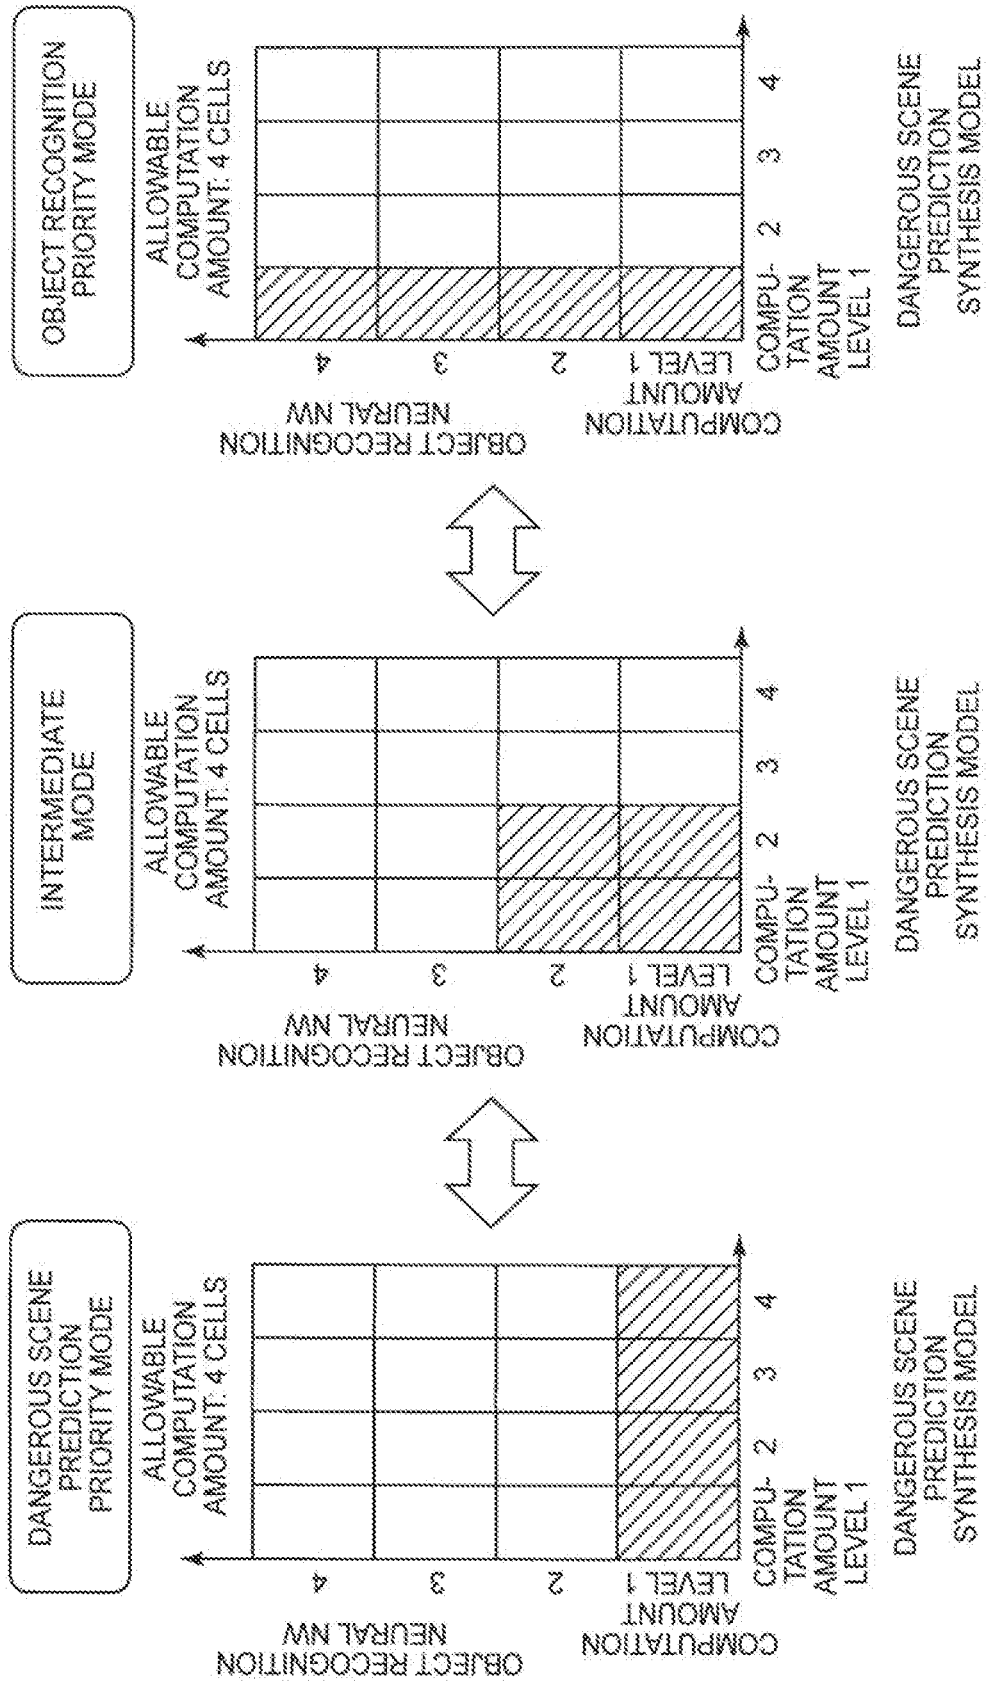 DANGEROUS SCENE
PREDICTION
PRIORITY MODE
ALLOWABLE
COMPUTATION
AMOUNT: 4 CELLS
OBJECT RECOGNITION
NEURAL NW
4
3
2
COMPUTATION
AMOUNT
LEVEL 1
COMPU-
TATION
AMOUNT
LEVEL 1
2
3
4
DANGEROUS SCENE
PREDICTION
SYNTHESIS MODEL
INTERMEDIATE
MODE
ALLOWABLE
COMPUTATION
AMOUNT: 4 CELLS
OBJECT RECOGNITION
NEURAL NW
4
3
2
COMPUTATION
AMOUNT
LEVEL 1
COMPU-
TATION
AMOUNT
LEVEL 1
2
3
4
DANGEROUS SCENE
PREDICTION
SYNTHESIS MODEL
OBJECT RECOGNITION
PRIORITY MODE
ALLOWABLE
COMPUTATION
AMOUNT: 4 CELLS
OBJECT RECOGNITION
NEURAL NW
4
3
2
COMPUTATION
AMOUNT
LEVEL 1
COMPU-
TATION
AMOUNT
LEVEL 1
2
3
4
DANGEROUS SCENE
PREDICTION
SYNTHESIS MODEL